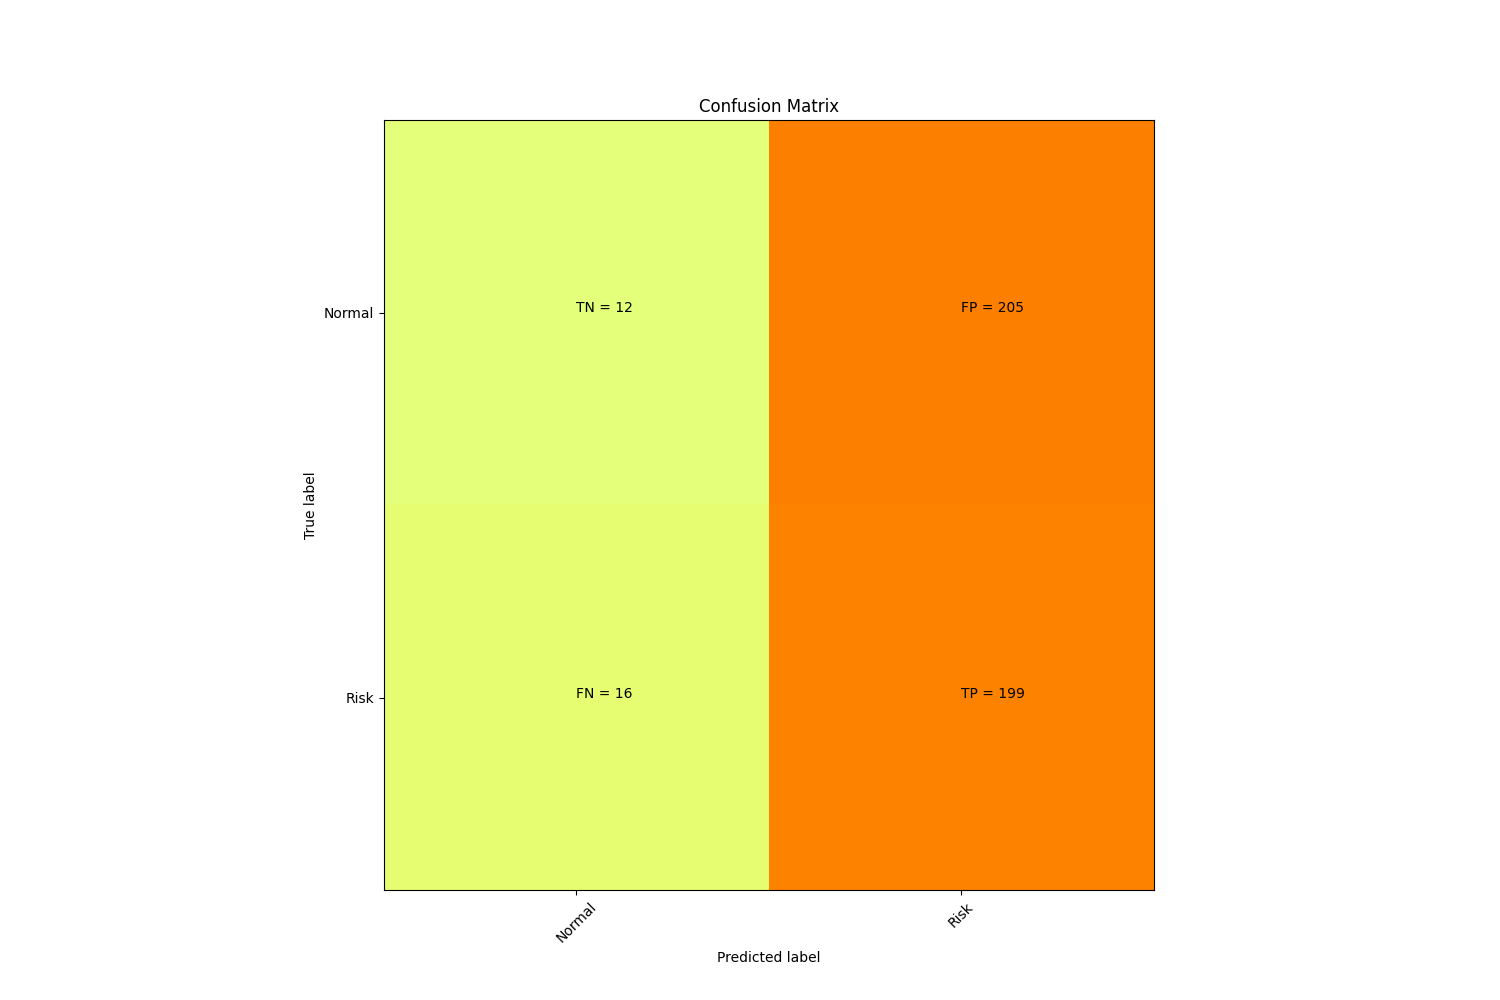 Confusion Matrix
Normal
TN = 12
FP = 205
True label
Risk
FN = 16
TP = 199
Normal
Risk
Predicted label